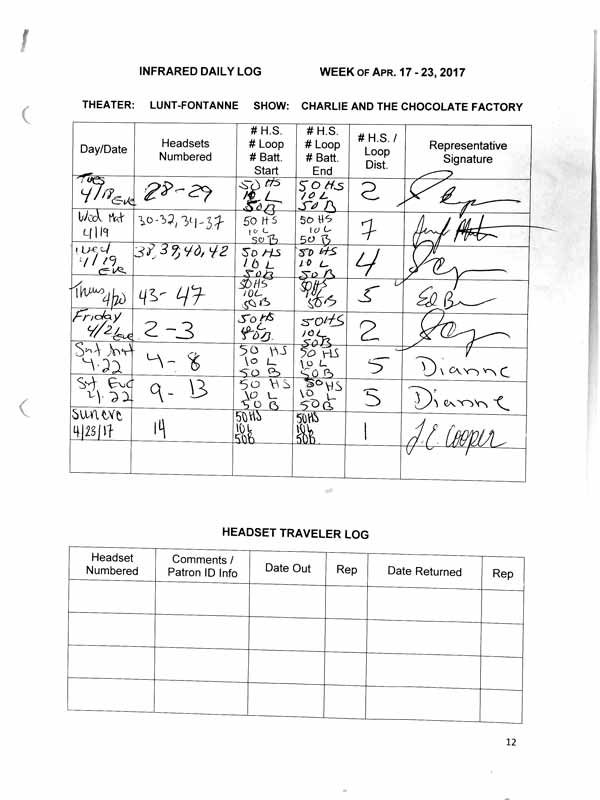 INFRARED DAILY LOG WEEK OF APR. 17 - 23, 2017
THEATER: LUNT-FONTANNE SHOW: CHARLIE AND THE CHOCOLATE FACTORY
Day/Date Headsets Numbered # H.S. # Loop # Batt. Start # H.S. # Loop # Batt. End # H.S. / Loop Dist. Representative Signature
Tues 4/18 Eve 28-29 50 HS 10 L 50 B 50 HS 10 L 50 B 2
Wed Mat 4/19 30-32, 34-37 50 HS 10 L 50 B 50 HS 10 L 50 B 7
Wed 4/19 Eve 38, 39, 40, 42 50 HS 10 L 50 B 50 HS 10 L 50 B 4
Thurs 4/20 43-47 50HS 10L 50B 50HS 10L 50B 5
Friday 4/21 Eve 2-3 50 HS 50B 50HS 10L 50B 2
Sat Mat 4.22 4-8 50 HS 10 L 50 B 50 HS 10 L 50 B 5 Dianne
Sat Eve 4.22 9-13 50 HS 10 L 50 B 50 HS 10 L 50 B 5 Dianne
Sun eve 4/23/17 14 50HS 10L 50B 50HS 10L 50B 1 J.E. Cooper
HEADSET TRAVELER LOG
Headset Numbered Comments / Patron ID Info Date Out Rep Date Returned Rep
12